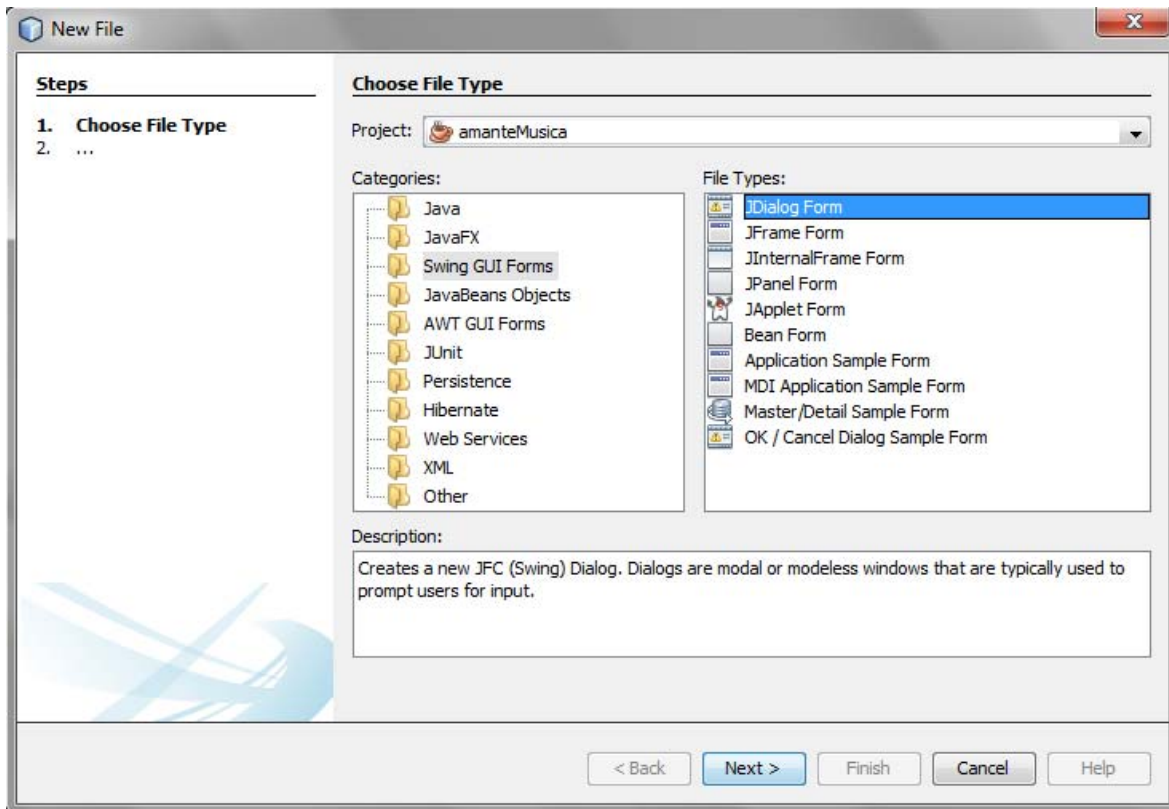 New File
Steps
1. Choose File Type
2. ...
Choose File Type
Project: amanteMusica
Categories:
Java
JavaFX
Swing GUI Forms
JavaBeans Objects
AWT GUI Forms
JUnit
Persistence
Hibernate
Web Services
XML
Other
File Types:
JDialog Form
JFrame Form
JInternalFrame Form
JPanel Form
JApplet Form
Bean Form
Application Sample Form
MDI Application Sample Form
Master/Detail Sample Form
OK / Cancel Dialog Sample Form
Description:
Creates a new JFC (Swing) Dialog. Dialogs are modal or modeless windows that are typically used to
prompt users for input.
< Back Next > Finish Cancel Help